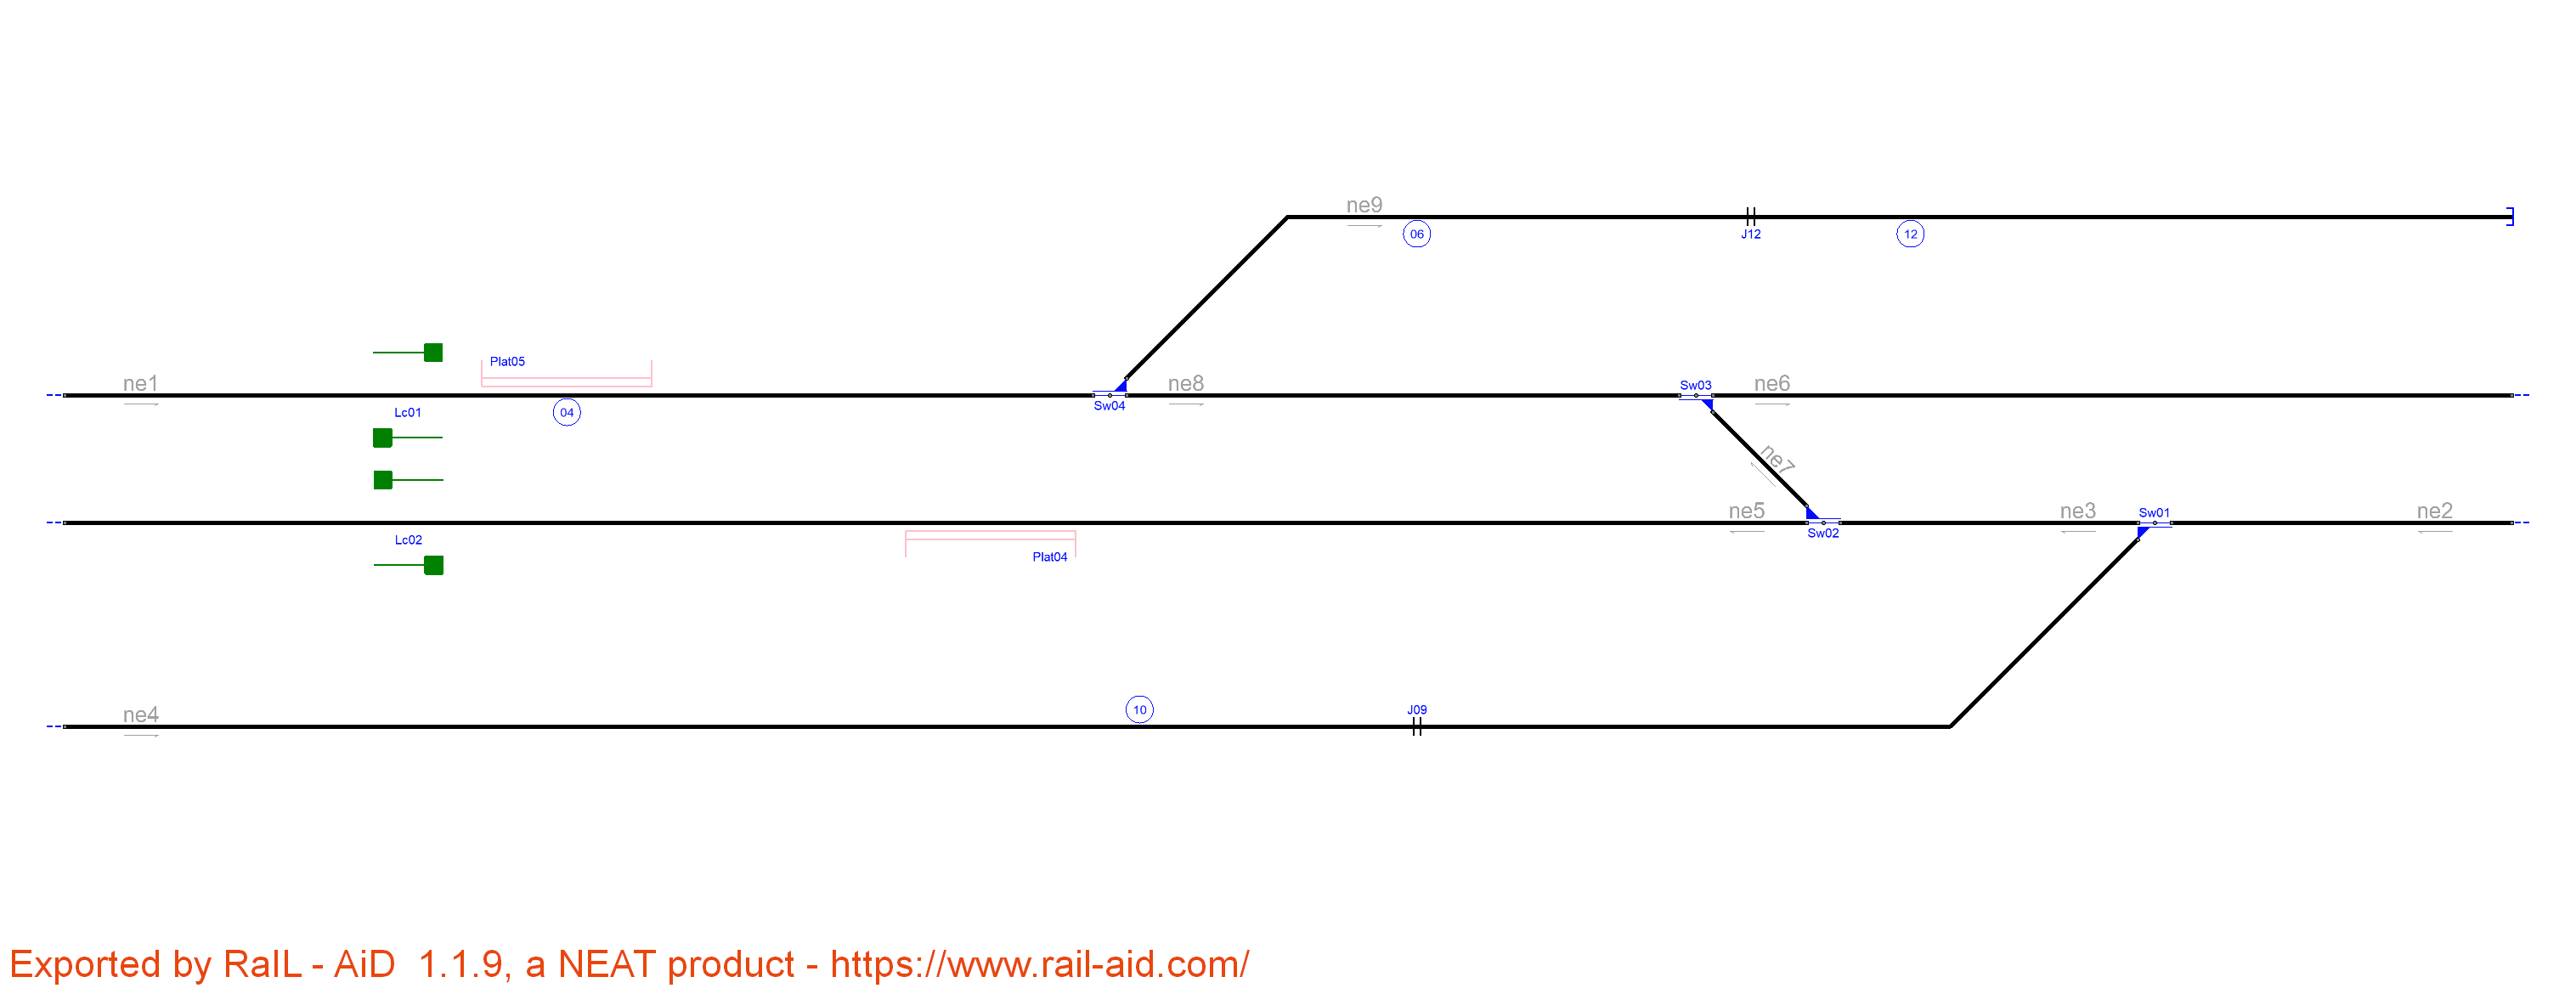 ne9
06
J12
12
Plat05
ne1
ne8
Sw03
ne6
Lc01
04
Sw04
ne7
ne5
ne3
Sw01
ne2
Lc02
Sw02
Plat04
ne4
10
J09
Exported by RaIL - AiD  1.1.9, a NEAT product - https://www.rail-aid.com/